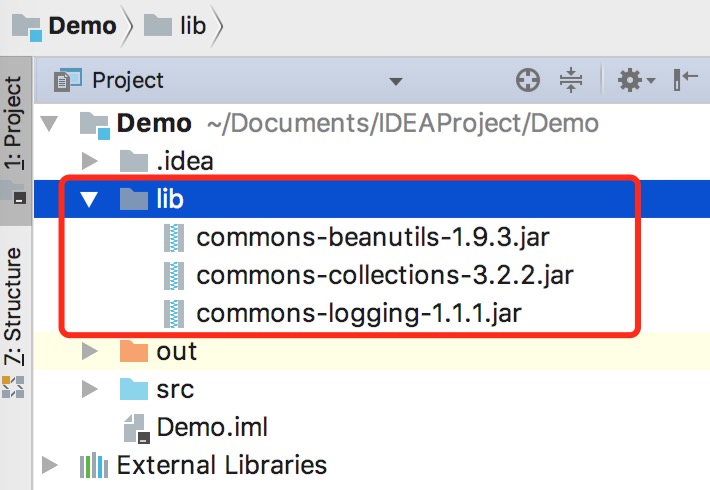 Demo lib
1: Project
Project
Demo ~/Documents/IDEAProject/Demo
.idea
lib
commons-beanutils-1.9.3.jar
commons-collections-3.2.2.jar
commons-logging-1.1.1.jar
7: Structure
out
src
Demo.iml
External Libraries